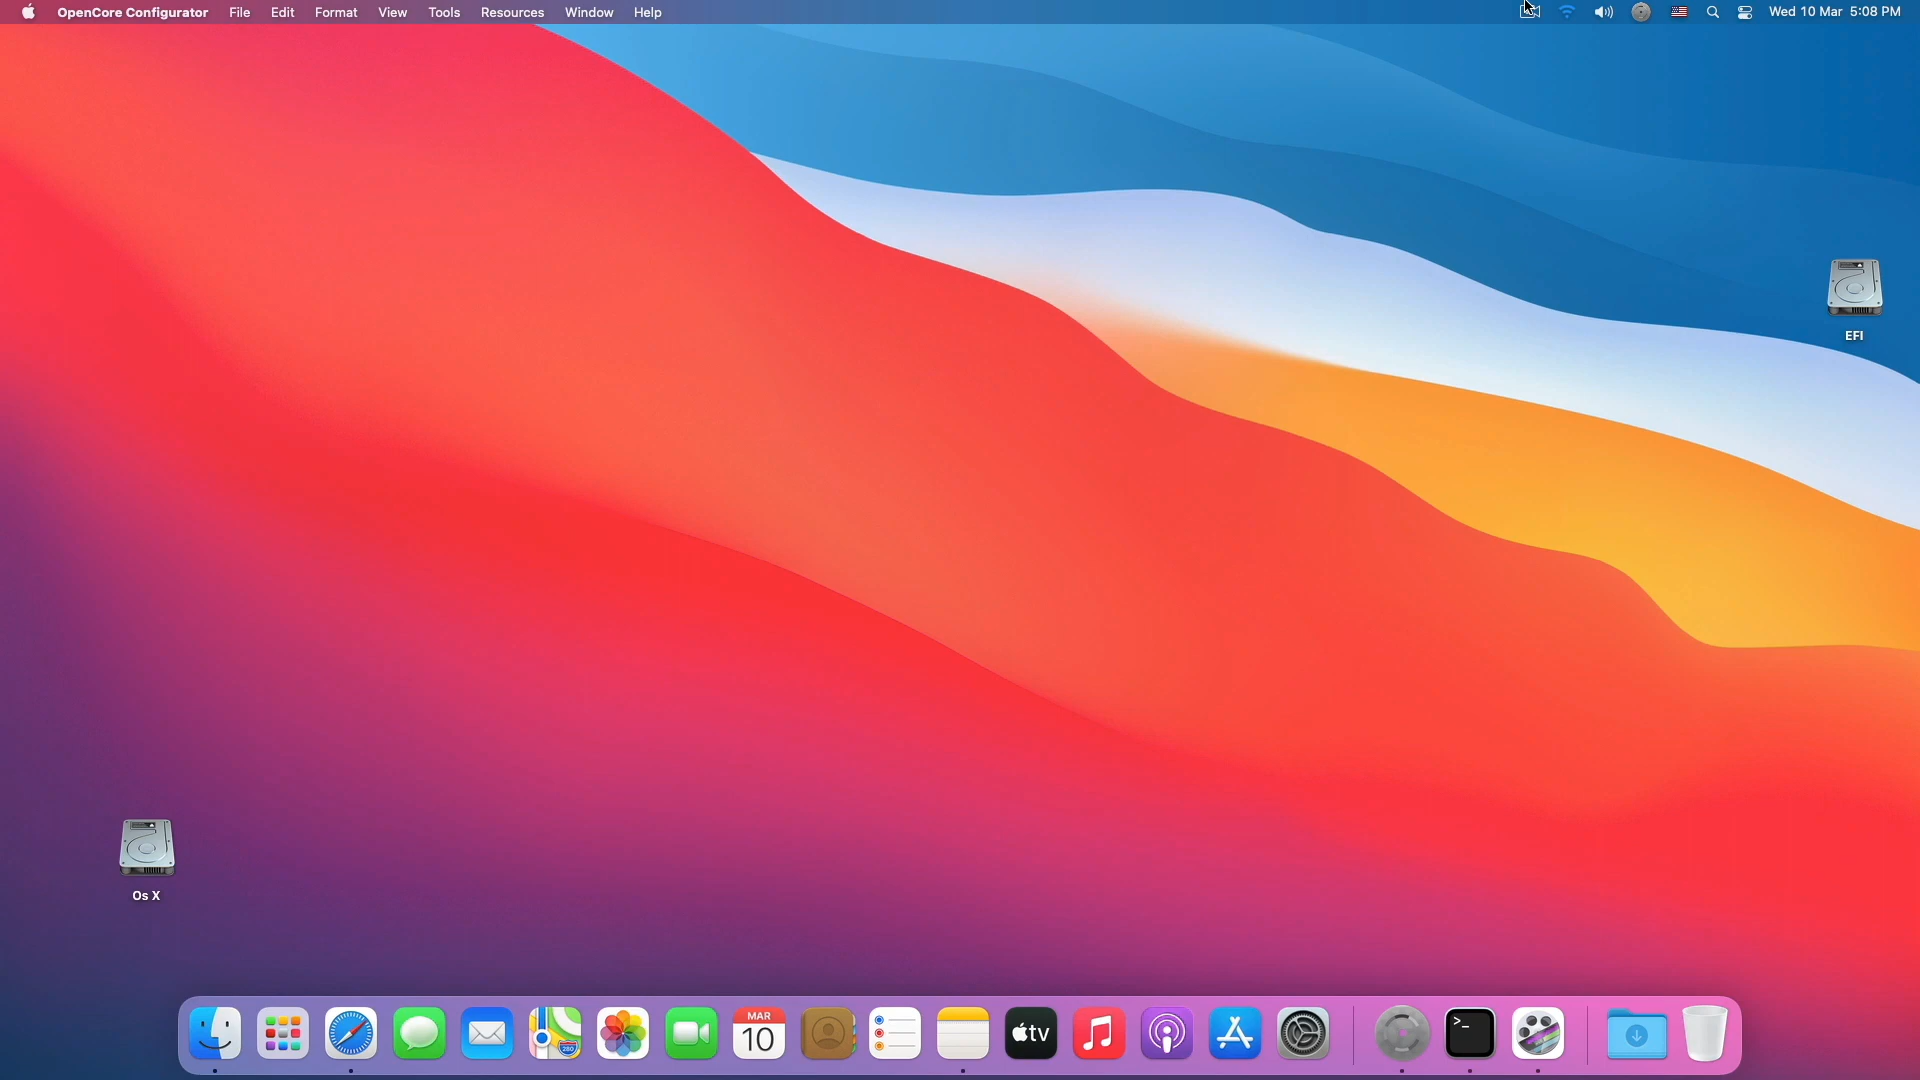 OpenCore Configurator File Edit Format View Tools Resources Window Help Wed 10 Mar 5:08 PM
EFI
Os X
MAR
10
280
tv
>_